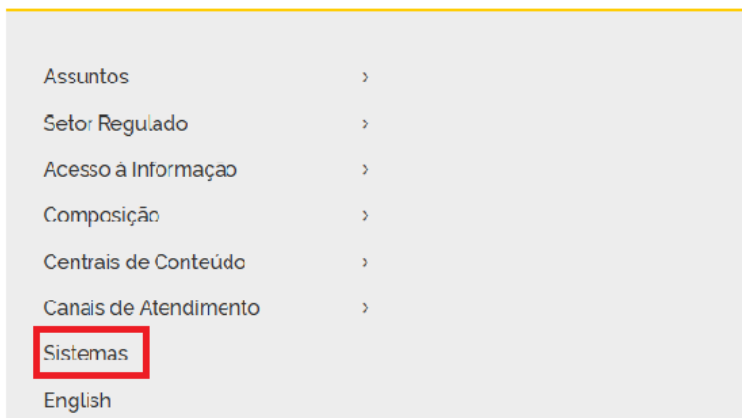 Assuntos
Setor Regulado
Acesso à Informação
Composição
Centrais de Conteúdo
Canais de Atendimento
Sistemas
English